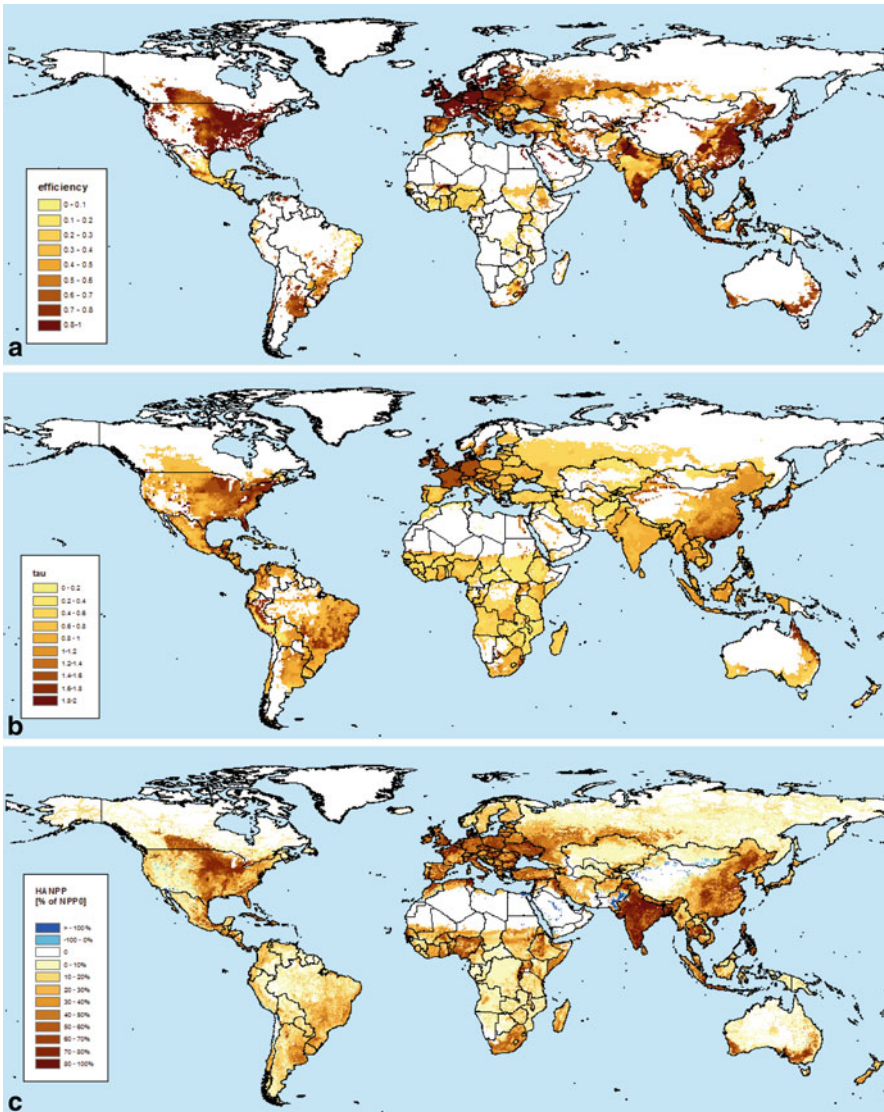 efficiency
0 - 0.1
0.1 - 0.2
0.2 - 0.3
0.3 - 0.4
0.4 - 0.5
0.5 - 0.6
0.6 - 0.7
0.7 - 0.8
0.8-1
a
tau
0 - 0.2
0.2 - 0.4
0.4 - 0.6
0.6 - 0.8
0.8 - 1
1-1.2
1.2-1.4
1.4-1.6
1.6-1.8
1.8-2
b
HANPP
[% of NPP0]
> - 100%
-100 - 0%
0
0 - 10%
10 - 20%
20 - 30%
30 - 40%
40 - 50%
50 - 60%
60 - 70%
70 - 80%
80 - 100%
c